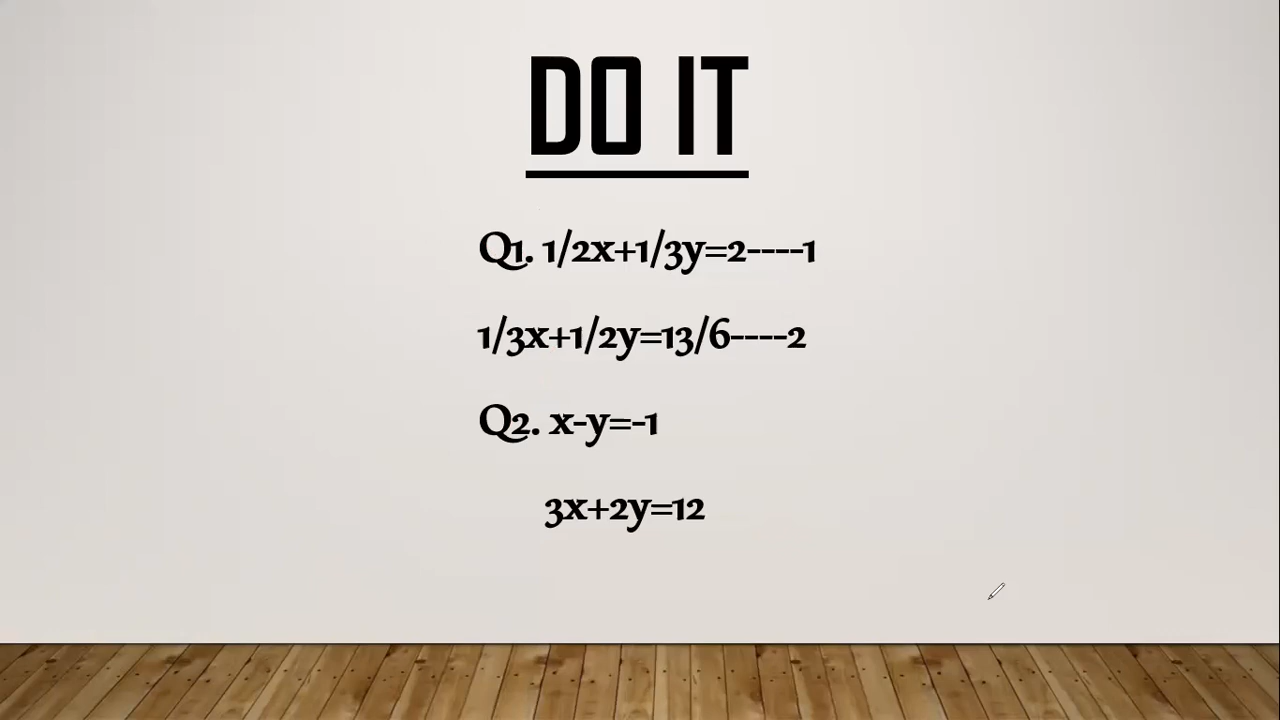 DO IT
Q1. 1/2x+1/3y=2----1
1/3x+1/2y=13/6----2
Q2. x-y=-1
3x+2y=12